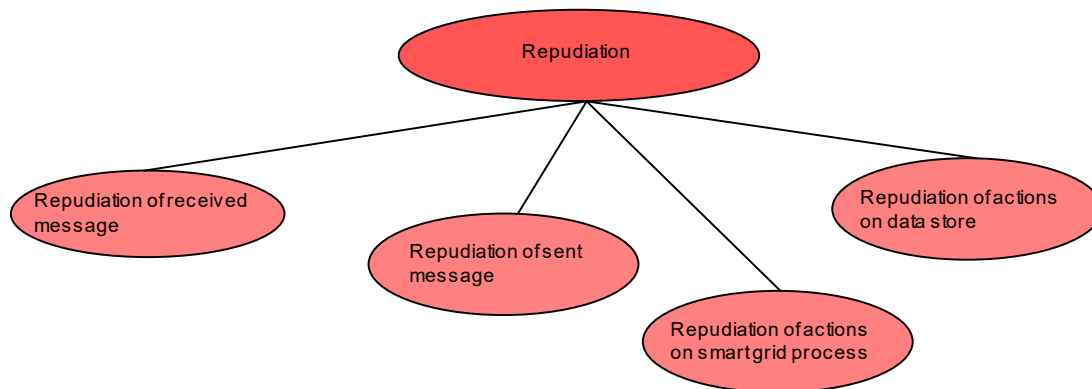 Repudiation
Repudiation of received
message
Repudiation of sent
message
Repudiation of actions
on smart grid process
Repudiation of actions
on data store